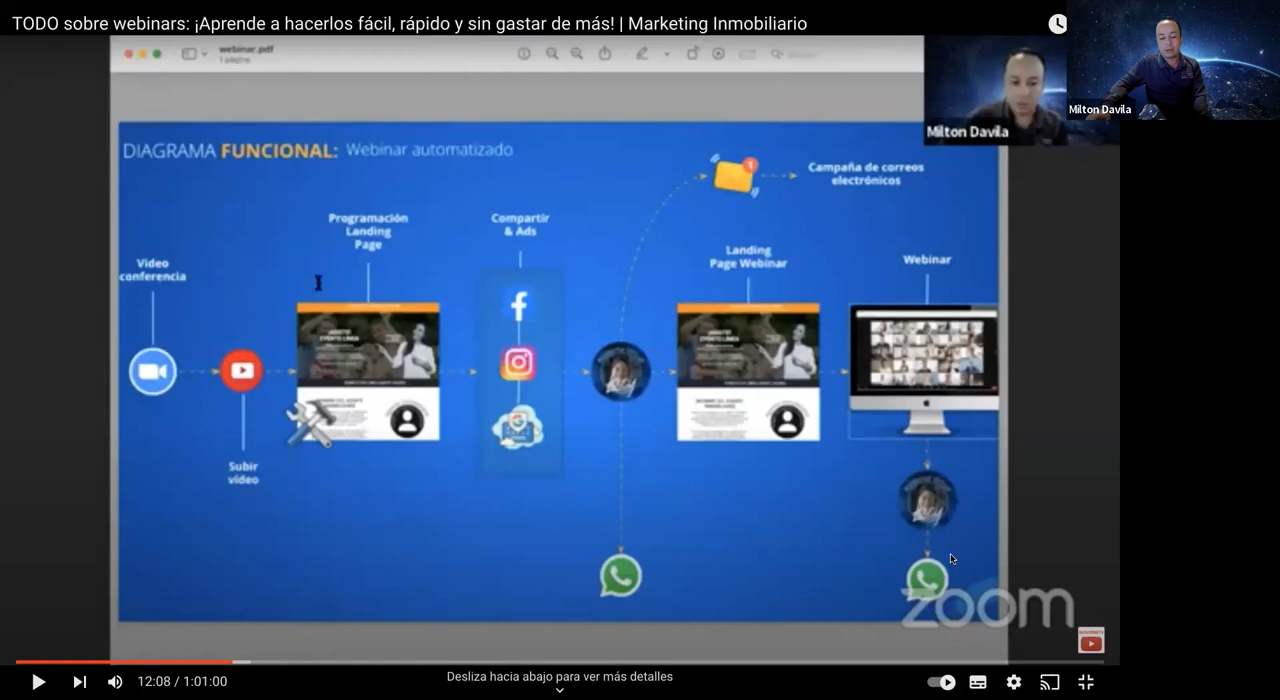 TODO sobre webinars: ¡Aprende a hacerlos fácil, rápido y sin gastar de más! | Marketing Inmobiliario
webinar.pdf
Milton Davila
Milton Davila
DIAGRAMA FUNCIONAL: Webinar automatizado
Campaña de correos
electrónicos
Programación
Landing
Page
Compartir
& Ads
Landing
Page Webinar
Webinar
Video
conferencia
Subir
vídeo
zoom
12:08 / 1:01:00
Desliza hacia abajo para ver más detalles